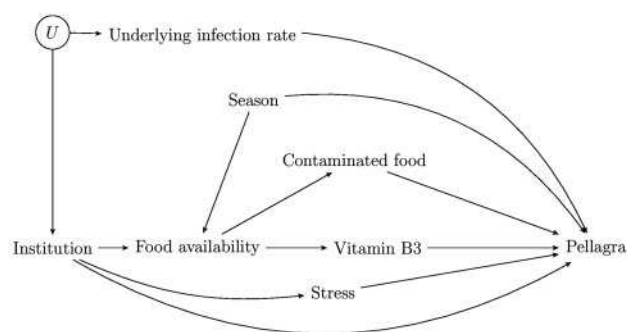 U
Underlying infection rate
Season
Contaminated food
Institution
Food availability
Vitamin B3
Pellagra
Stress